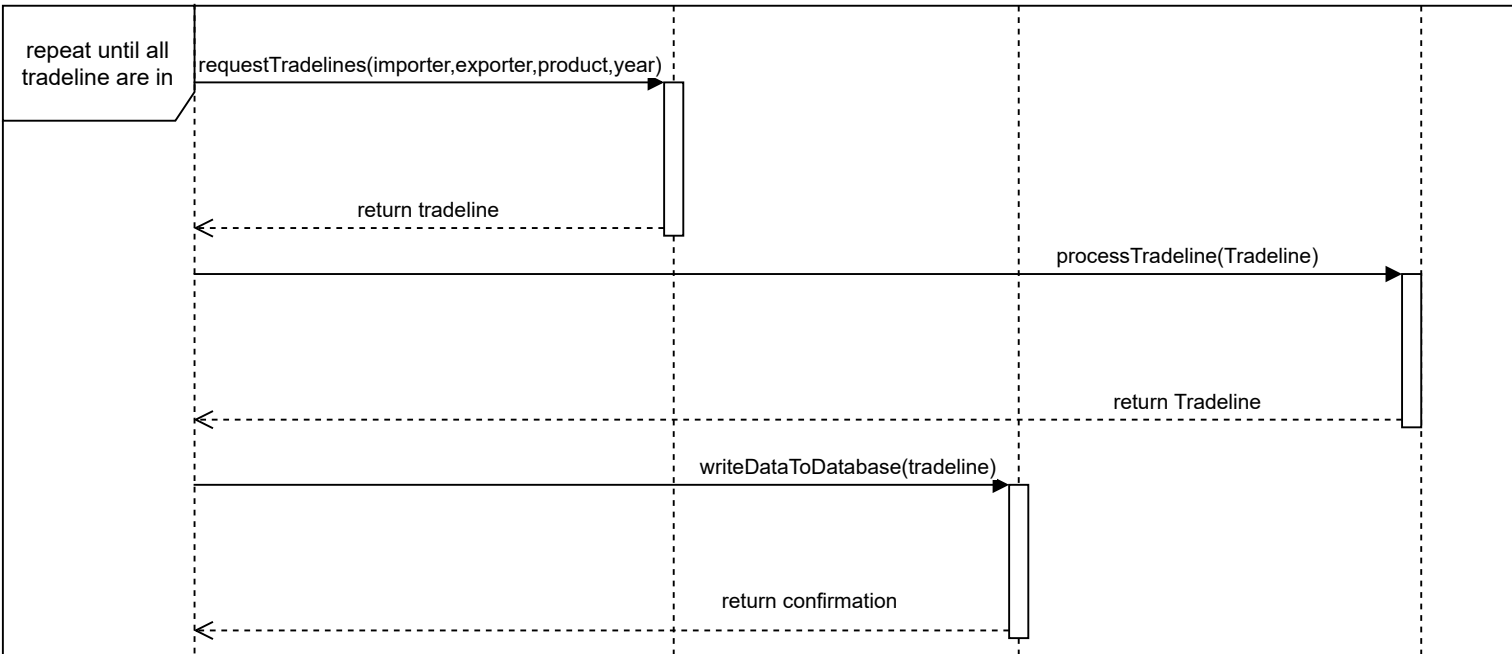 repeat until all
tradeline are in
requestTradelines(importer,exporter,product,year)
return tradeline
processTradeline(Tradeline)
return Tradeline
writeDataToDatabase(tradeline)
return confirmation